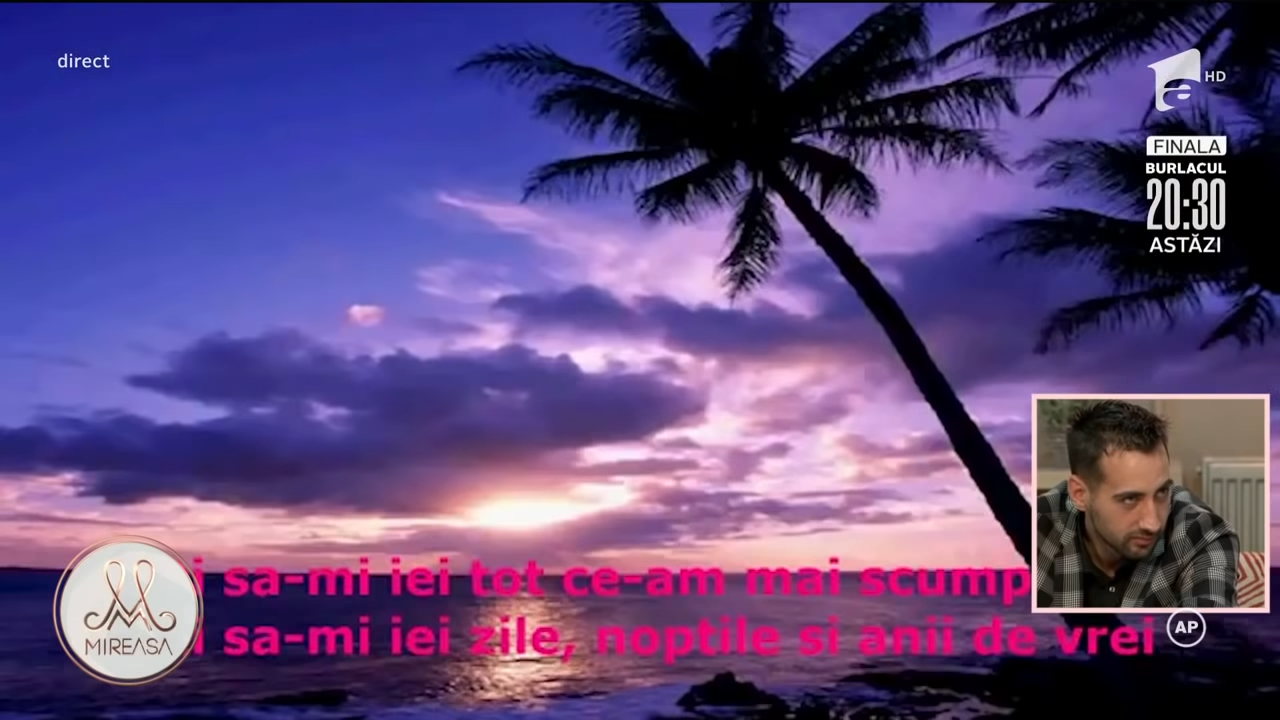 direct
HD
FINALA
BURLACUL
20:30
ASTĂZI
i sa-mi iei tot ce-am mai scump
i sa-mi iei zile, noptile si anii de vrei
MIREASA
AP